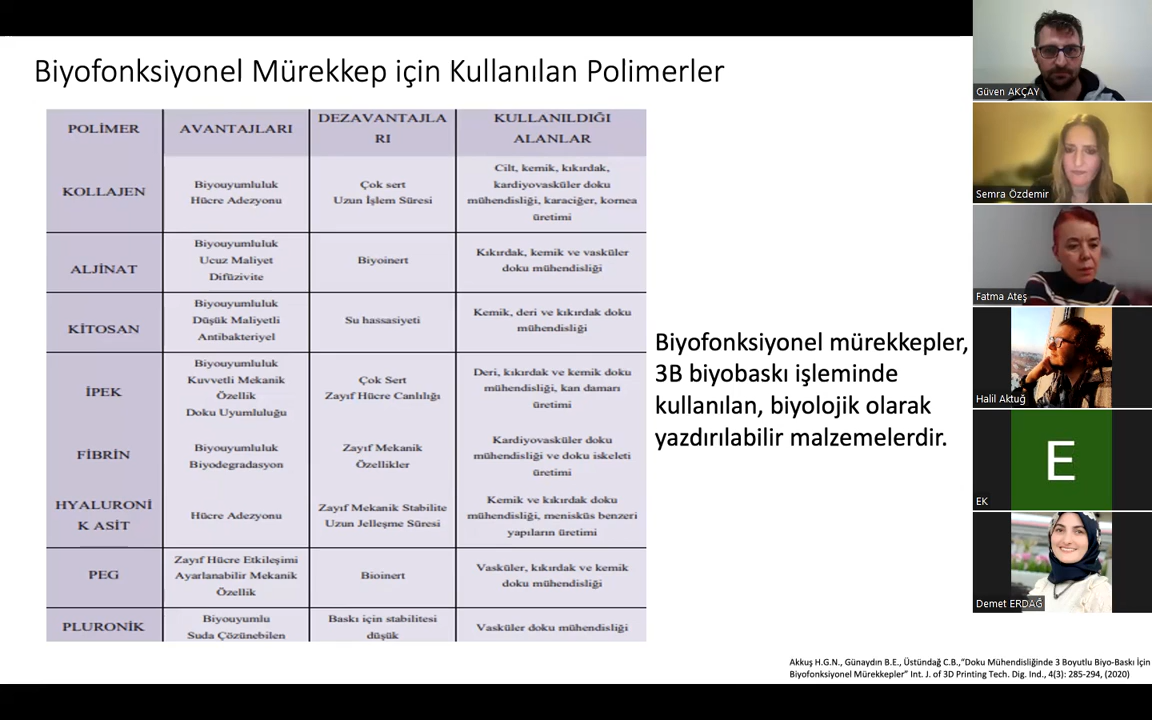 Biyofonksiyonel Mürekkep için Kullanılan Polimerler
POLİMER
AVANTAJLARI
DEZAVANTAJLA
RI
KULLANILDIĞI
ALANLAR
KOLLAJEN
Biyouyumluluk
Hücre Adezyonu
Çok sert
Uzun İşlem Süresi
Cilt, kemik, kıkırdak,
kardiyovasküler doku
mühendisliği, karaciğer, kornea
üretimi
ALJİNAT
Biyouyumluluk
Ucuz Maliyet
Difüzivite
Biyoinert
Kıkırdak, kemik ve vasküler
doku mühendisliği
KİTOSAN
Biyouyumluluk
Düşük Maliyetli
Antibakteriyel
Su hassasiyeti
Kemik, deri ve kıkırdak doku
mühendisliği
İPEK
Biyouyumluluk
Kuvvetli Mekanik
Özellik
Doku Uyumluluğu
Çok Sert
Zayıf Hücre Canlılığı
Deri, kıkırdak ve kemik doku
mühendisliği, kan damarı
üretimi
FİBRİN
Biyouyumluluk
Biyodegradasyon
Zayıf Mekanik
Özellikler
Kardiyovasküler doku
mühendisliği ve doku iskeleti
üretimi
HYALURONİ
K ASİT
Hücre Adezyonu
Zayıf Mekanik Stabilite
Uzun Jelleşme Süresi
Kemik ve kıkırdak doku
mühendisliği, menisküs benzeri
yapıların üretimi
PEG
Zayıf Hücre Etkileşimi
Ayarlanabilir Mekanik
Özellik
Bioinert
Vasküler, kıkırdak ve kemik
doku mühendisliği
PLURONİK
Biyouyumlu
Suda Çözünebilen
Baskı için stabilitesi
düşük
Vasküler doku mühendisliği
Biyofonksiyonel mürekkepler,
3B biyobaskı işleminde
kullanılan, biyolojik olarak
yazdırılabilir malzemelerdir.
Akkuş H.G.N., Günaydın B.E., Üstündağ C.B.,"Doku Mühendisliğinde 3 Boyutlu Biyo-Baskı İçin
Biyofonksiyonel Mürekkepler" Int. J. of 3D Printing Tech. Dig. Ind., 4(3): 285-294, (2020)
Güven AKÇAY
Semra Özdemir
Fatma Ateş
Halil Aktuğ
E
EK
Demet ERDAĞ